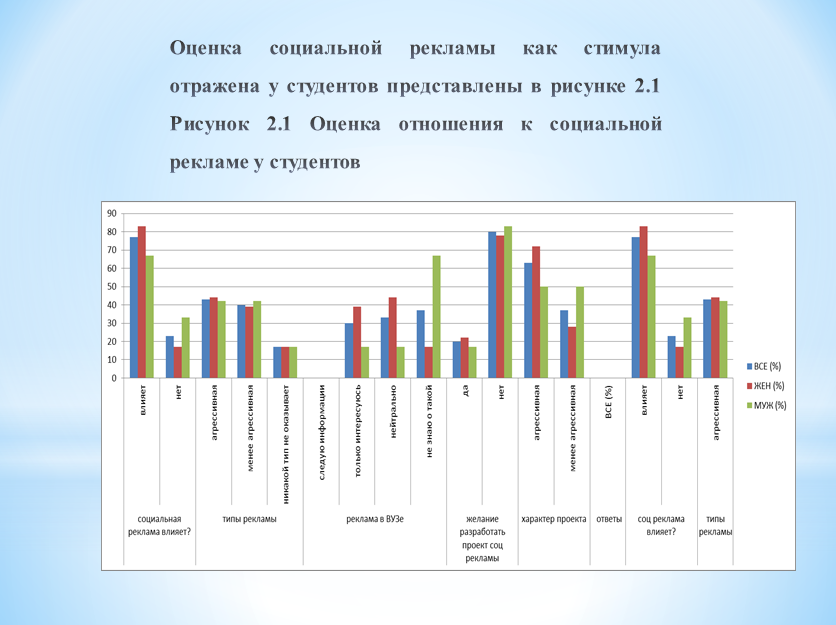 Оценка социальной рекламы как стимула
отражена у студентов представлены в рисунке 2.1
Рисунок 2.1 Оценка отношения к социальной
рекламе у студентов
90
80
70
60
50
40
30
20
10
0
влияет
нет
агрессивная
менее агрессивная
никакой тип не оказывает
следую информации
только интересуюсь
нейтрально
не знаю о такой
да
нет
агрессивная
менее агрессивная
ВСЕ (%)
влияет
нет
агрессивная
социальная
реклама влияет?
типы рекламы
реклама в ВУЗе
желание
разработать
проект соц
рекламы
характер проекта
ответы
соц реклама
влияет?
типы
рекламы
ВСЕ (%)
ЖЕН (%)
МУЖ (%)